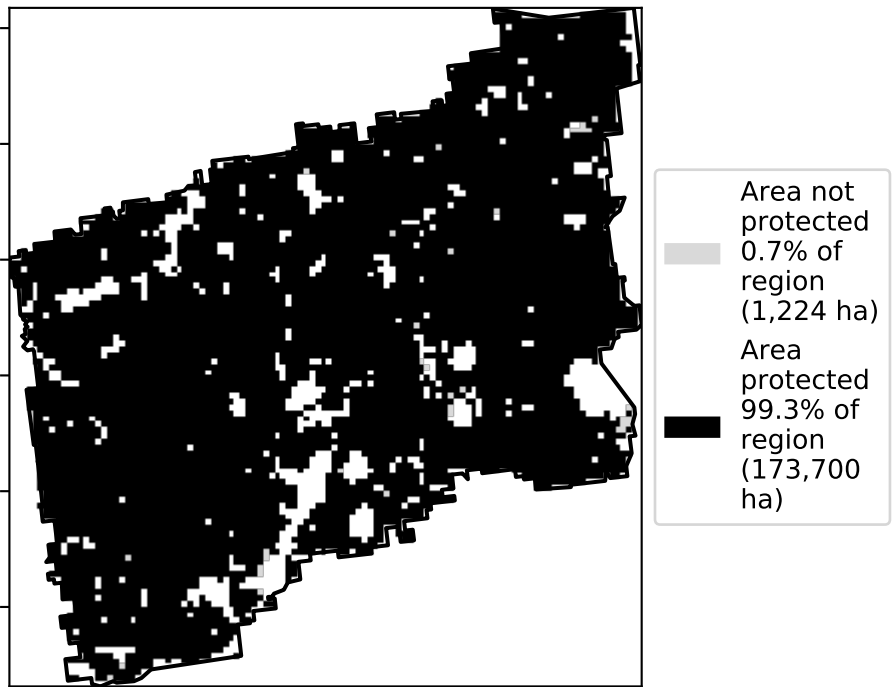 Area not
protected
0.7% of
region
(1,224 ha)
Area
protected
99.3% of
region
(173,700
ha)